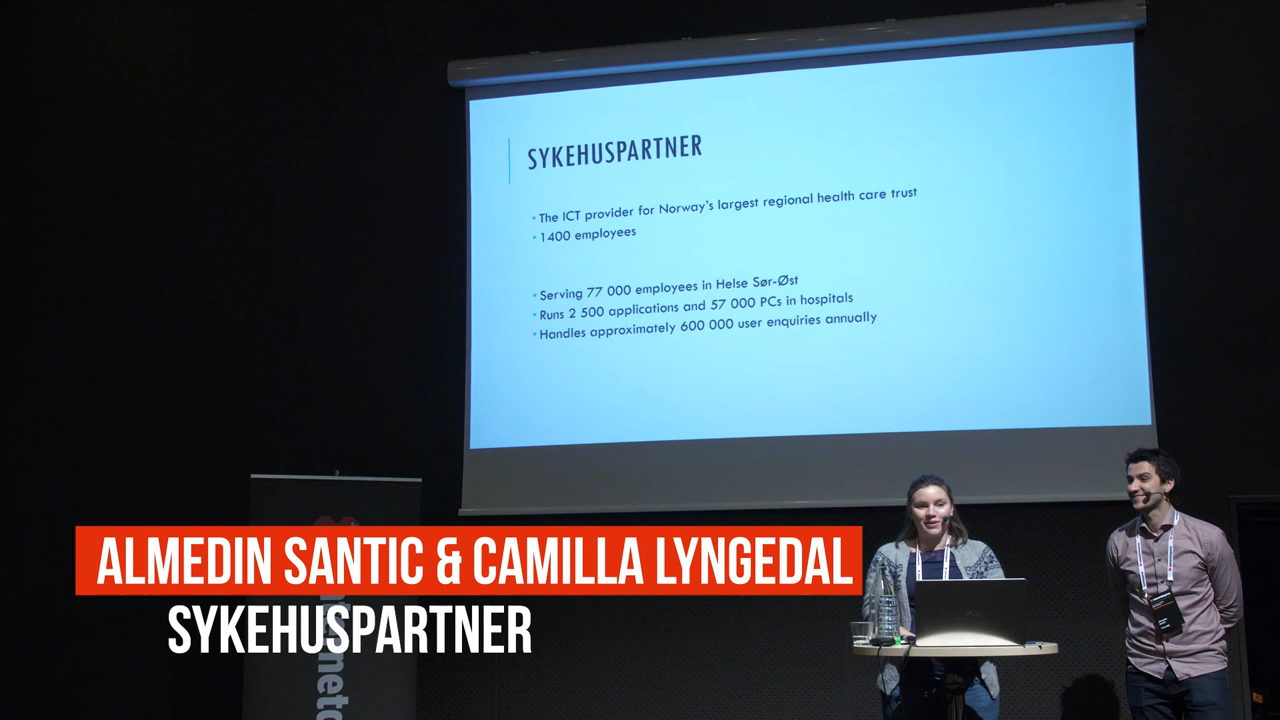 SYKEHUSPARTNER
The ICT provider for Norway's largest regional health care trust
1400 employees
Serving 77 000 employees in Helse Sør-Øst
Runs 2 500 applications and 57 000 PCs in hospitals
Handles approximately 600 000 user enquiries annually
ALMEDIN SANTIC & CAMILLA LYNGEDAL
SYKEHUSPARTNER